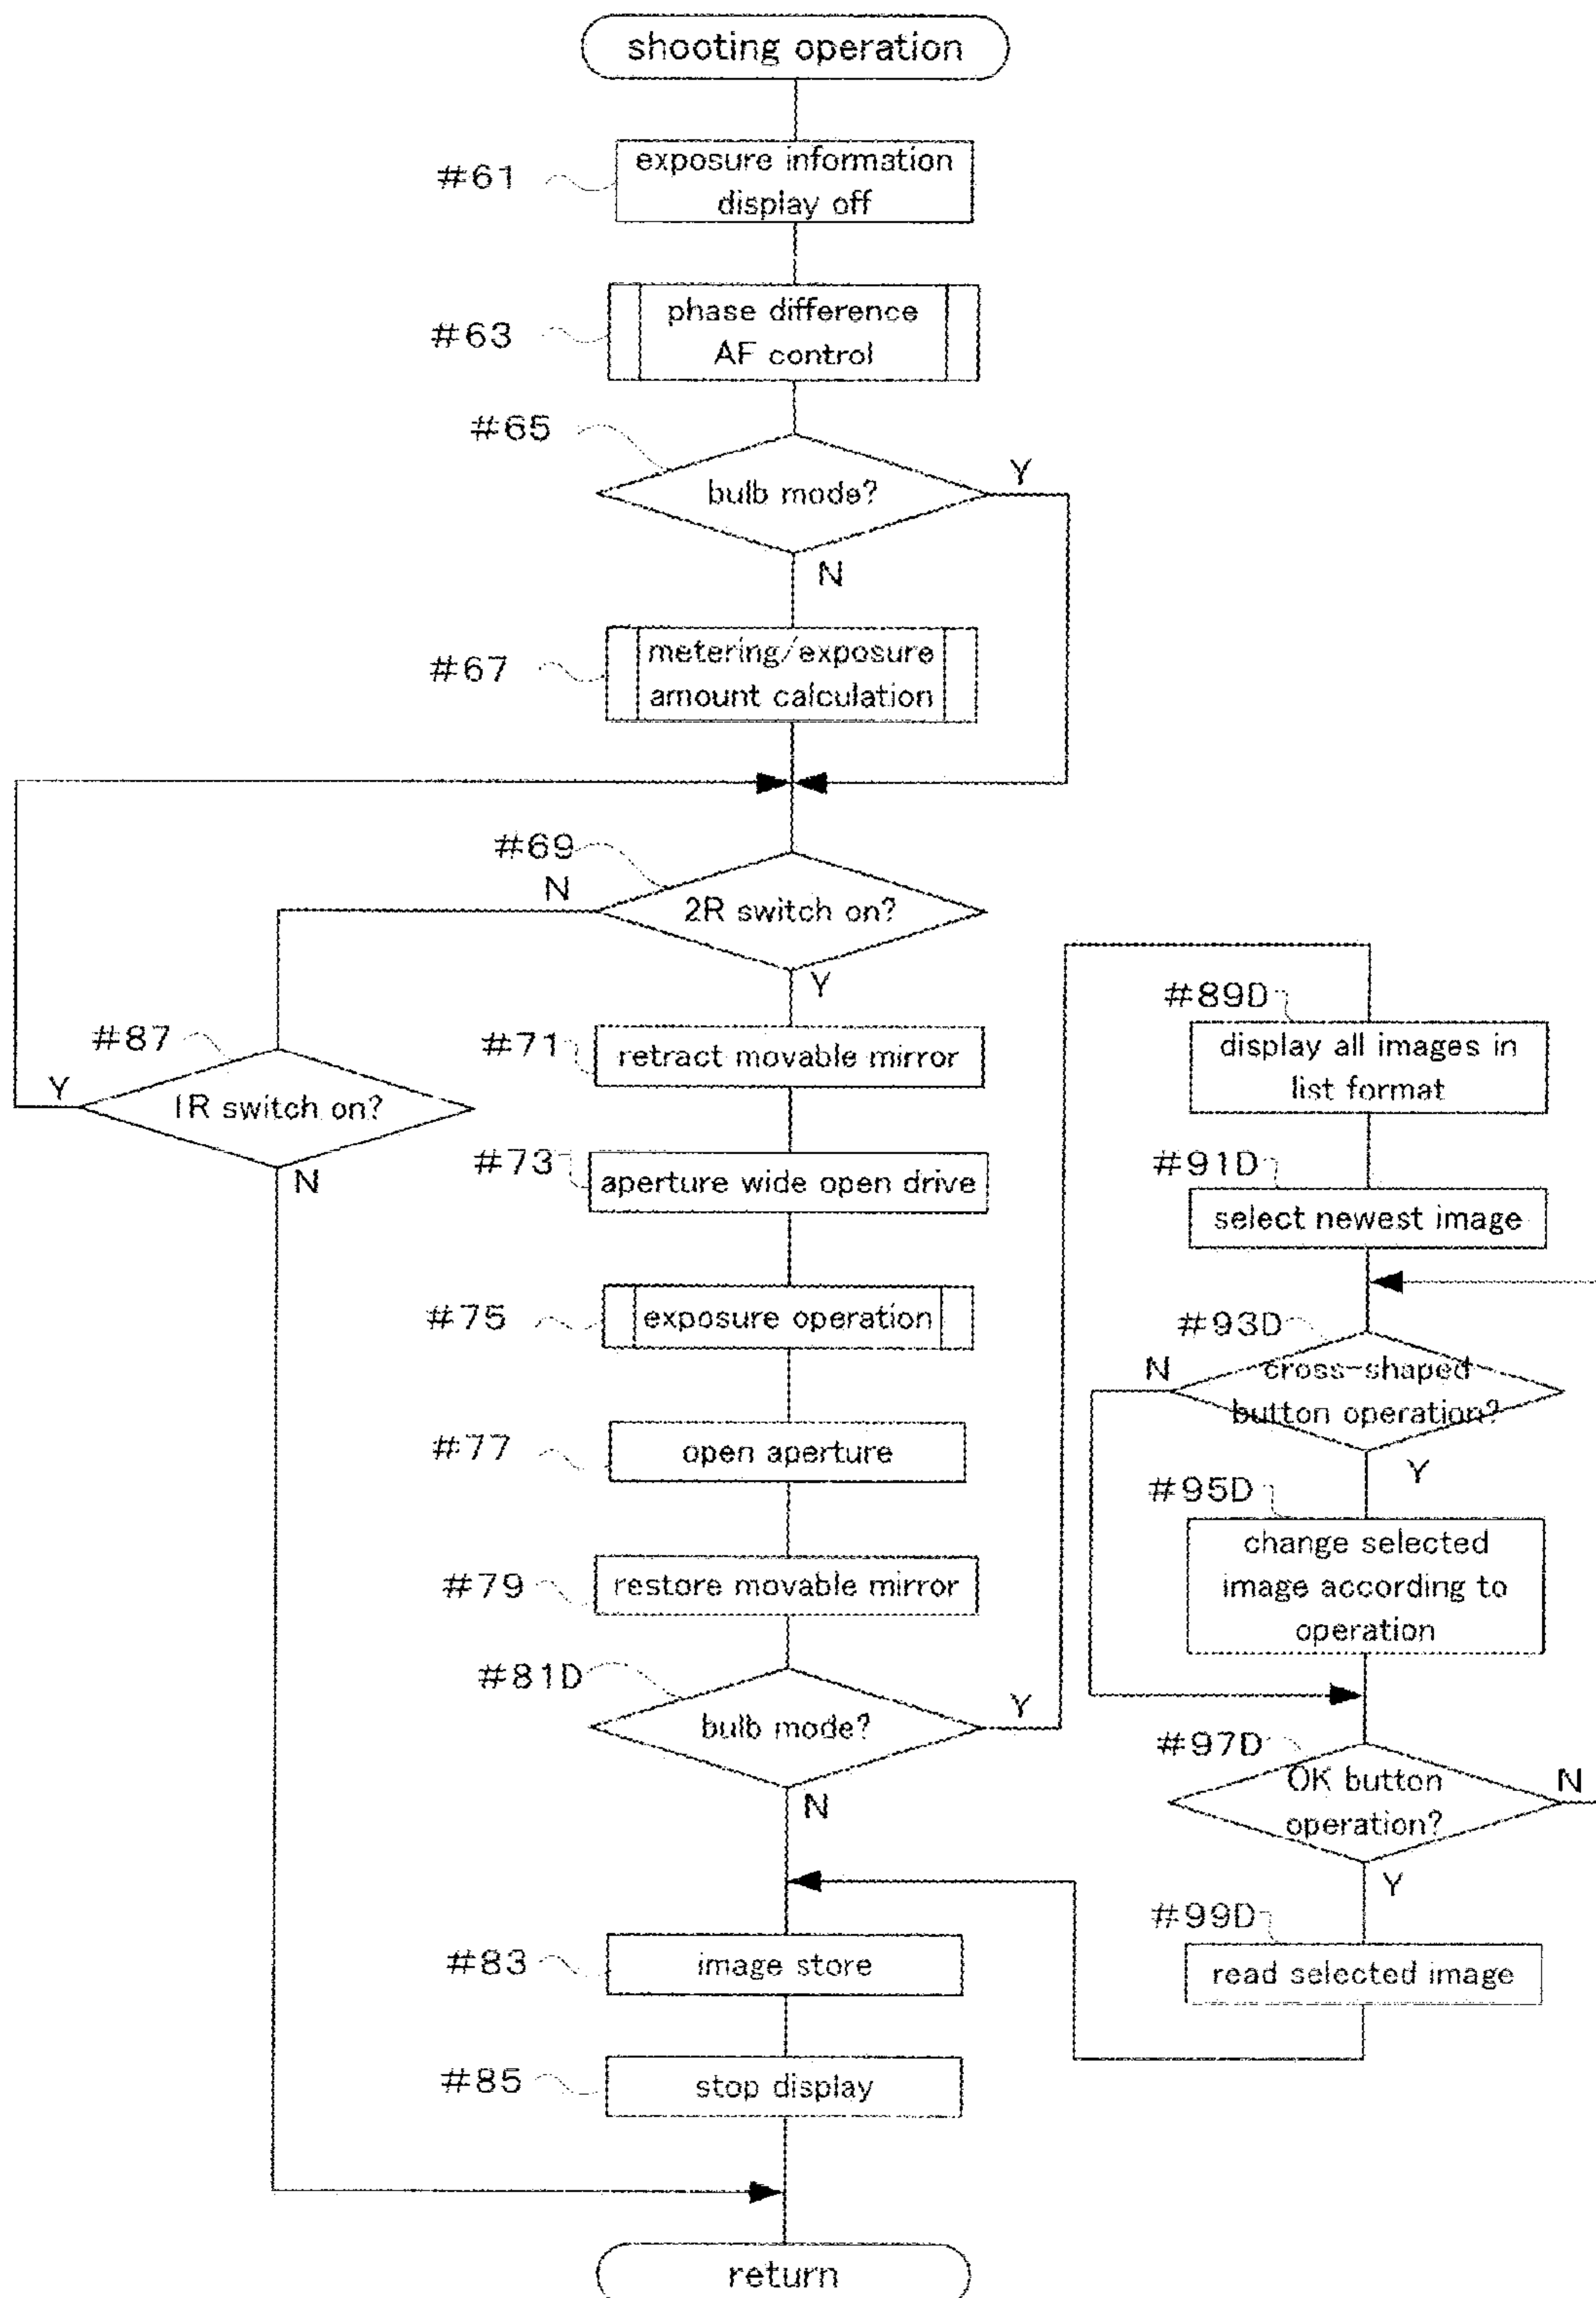 shooting operation
#61
exposure information
display off
#63
phase difference
AF control
#65
bulb mode?
Y
N
#67
metering/exposure
amount calculation
#69
N
2R switch on?
Y
#87
Y
1R switch on?
N
#71
retract movable mirror
#73
aperture wide open drive
#75
exposure operation
#77
open aperture
#79
restore movable mirror
#81D
bulb mode?
Y
N
#83
image store
#85
stop display
return
#89D
display all images in
list format
#91D
select newest image
#93D
N
cross-shaped
button operation?
Y
#95D
change selected
image according to
operation
#97D
OK button
operation?
N
Y
#99D
read selected image